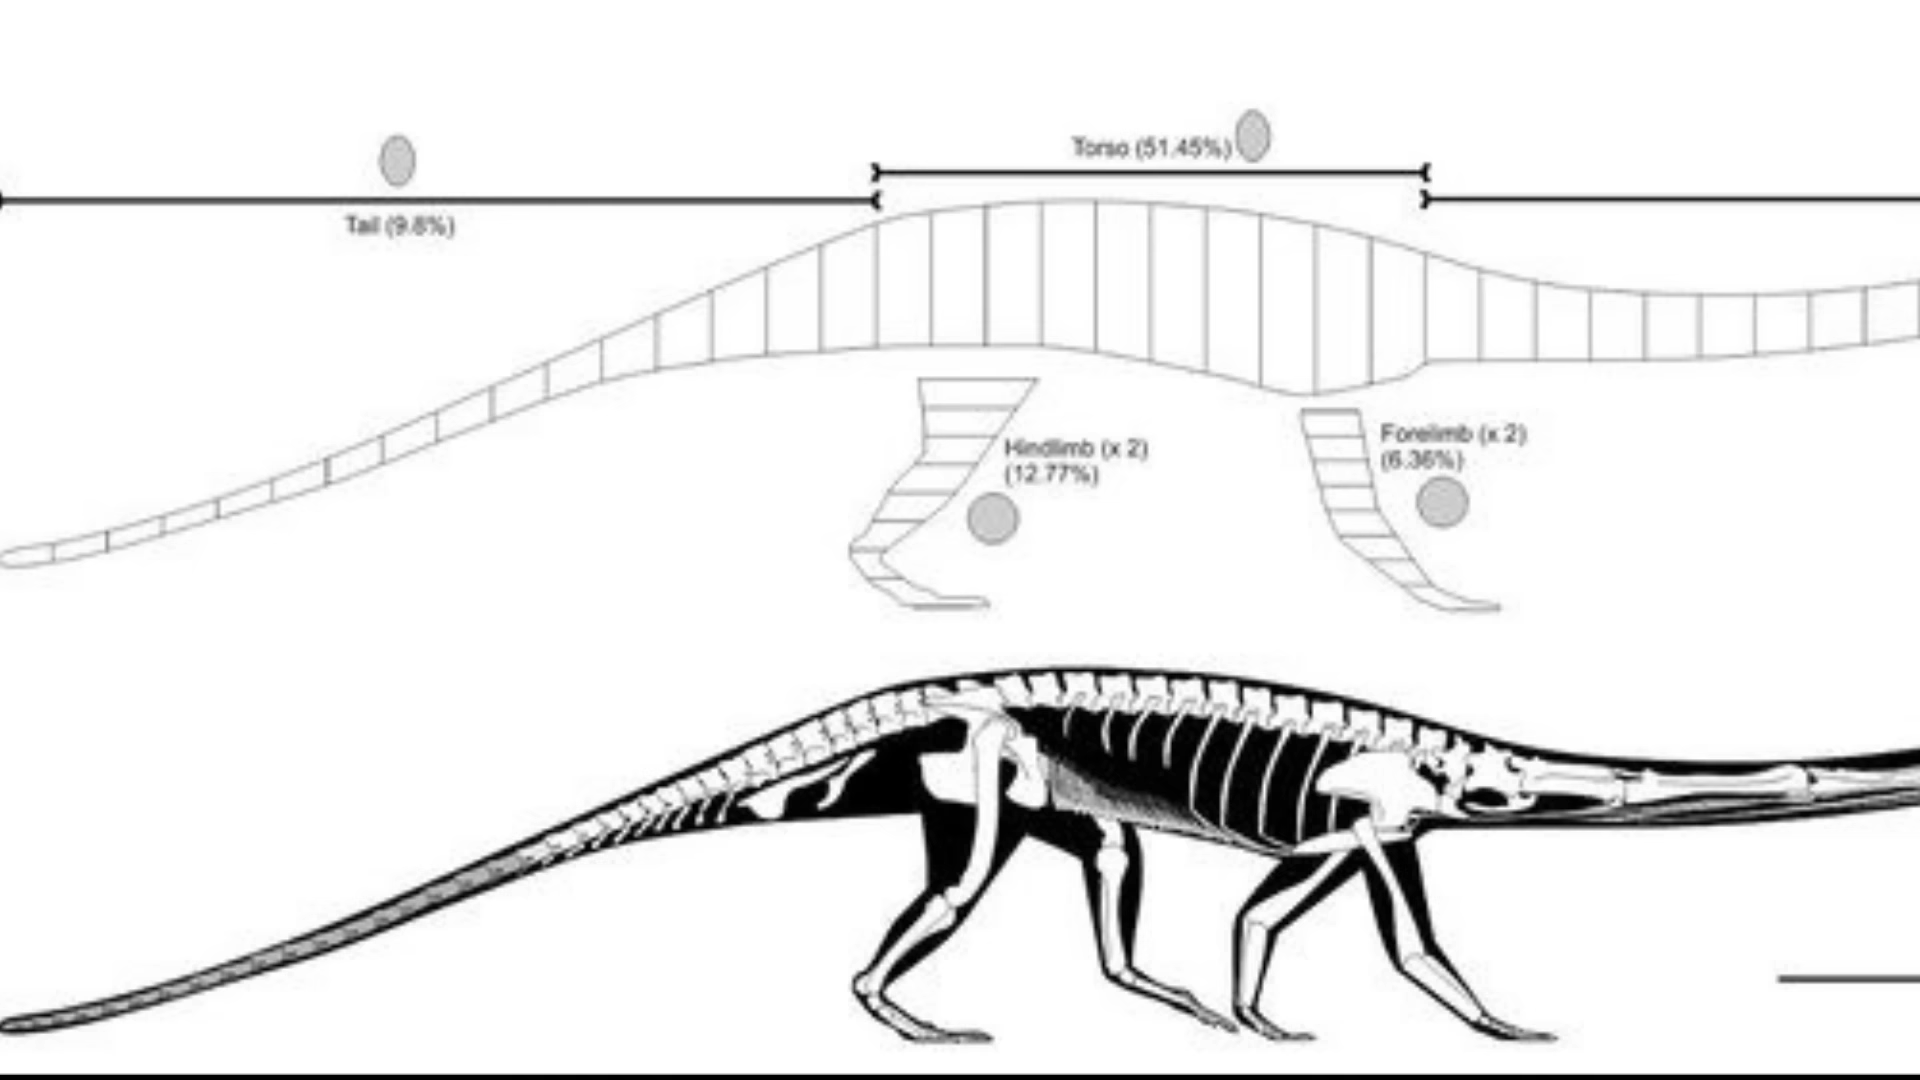 Torso (51.45%)
Tail (9.8%)
Hindlimb (x 2)
(12.77%)
Forelimb (x 2)
(6.36%)